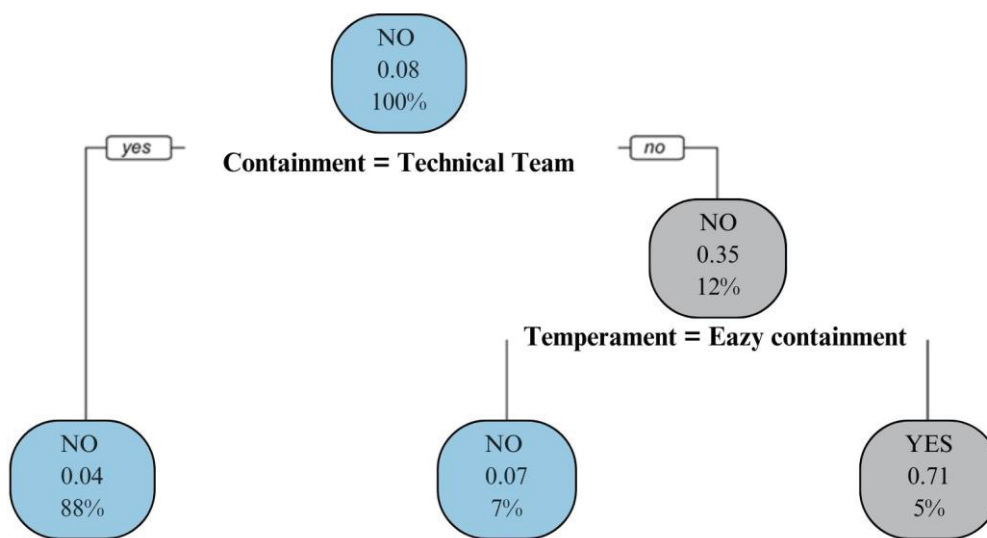 NO
0.08
100%
yes
no
Containment = Technical Team
NO
0.35
12%
Temperament = Eazy containment
NO
0.04
88%
NO
0.07
7%
YES
0.71
5%